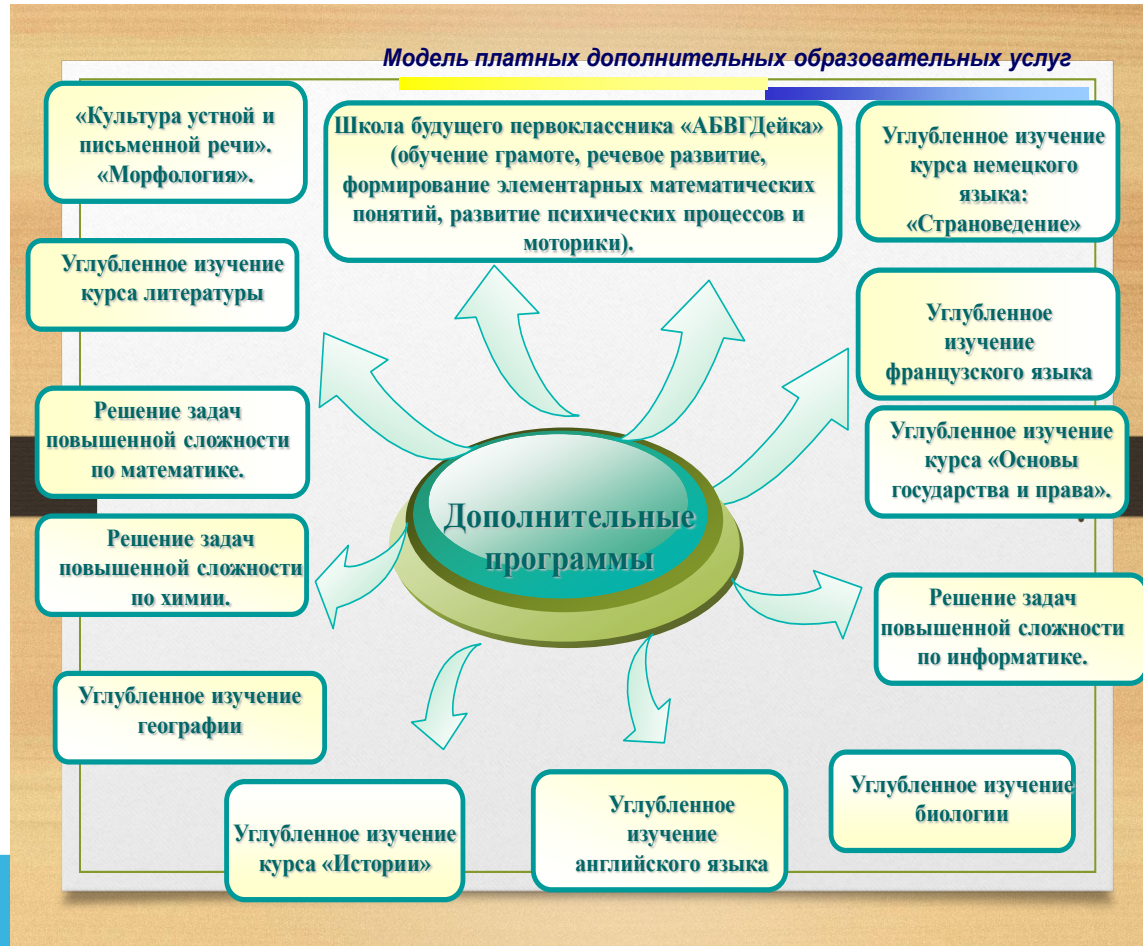 Модель платных дополнительных образовательных услуг
«Культура устной и
письменной речи».
«Морфология».
Школа будущего первоклассника «АБВГДейка»
(обучение грамоте, речевое развитие,
формирование элементарных математических
понятий, развитие психических процессов и
моторики).
Углубленное изучение
курса немецкого
языка:
«Страноведение»
Углубленное изучение
курса литературы
Углубленное
изучение
французского языка
Решение задач
повышенной сложности
по математике.
Углубленное изучение
курса «Основы
государства и права».
Дополнительные
программы
Решение задач
повышенной сложности
по химии.
Решение задач
повышенной сложности
по информатике.
Углубленное изучение
географии
Углубленное изучение
курса «Истории»
Углубленное
изучение
английского языка
Углубленное изучение
биологии